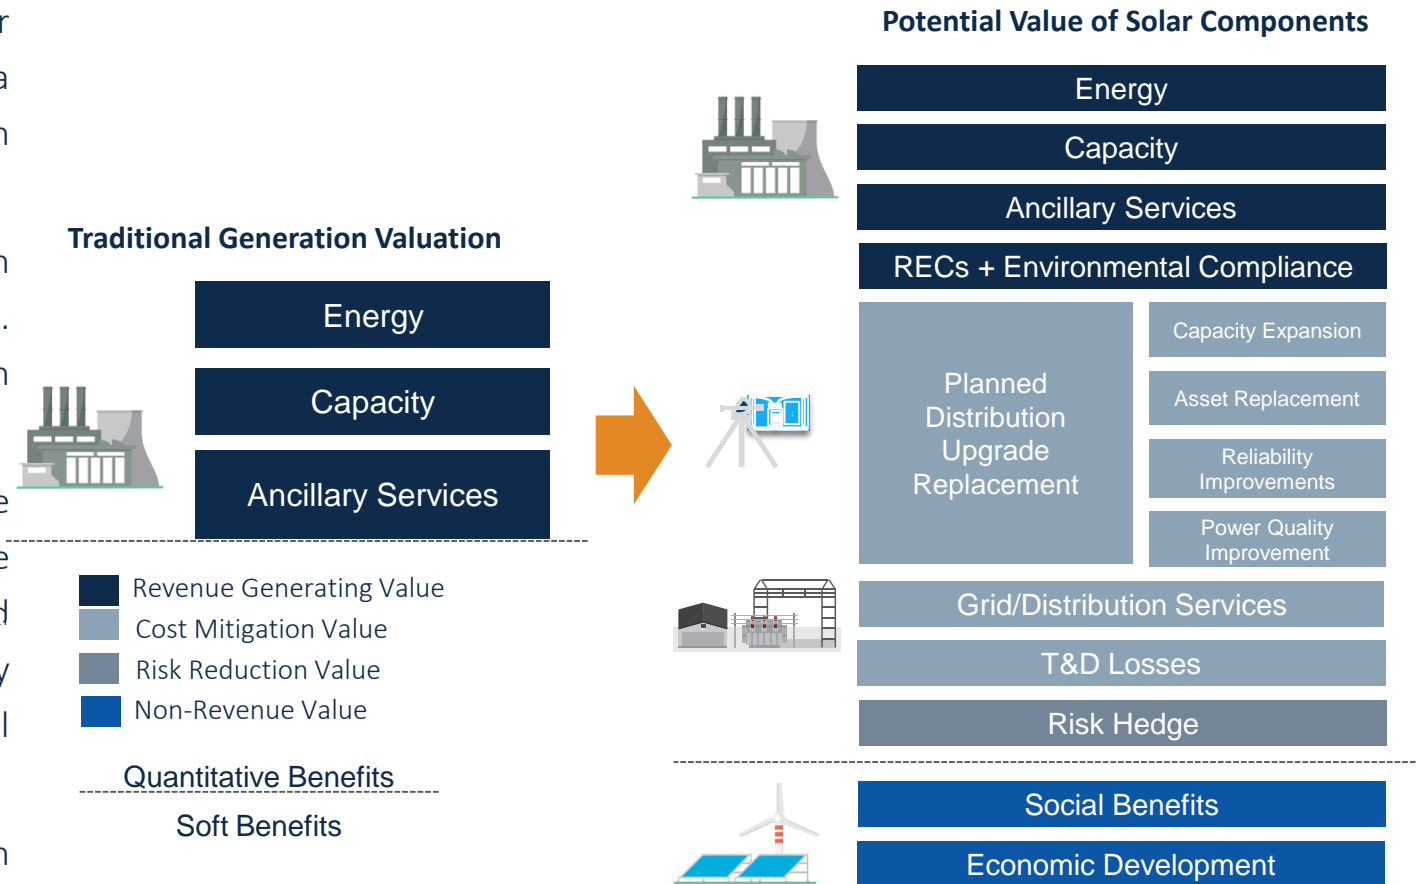 r
a
n
n
.
n
e
e
d
y
l
n
Traditional Generation Valuation
Energy
Capacity
Ancillary Services
Revenue Generating Value
Cost Mitigation Value
Risk Reduction Value
Non-Revenue Value
Quantitative Benefits
Soft Benefits
Potential Value of Solar Components
Energy
Capacity
Ancillary Services
RECs + Environmental Compliance
Planned
Distribution
Upgrade
Replacement
Capacity Expansion
Asset Replacement
Reliability
Improvements
Power Quality
Improvement
Grid/Distribution Services
T&D Losses
Risk Hedge
Social Benefits
Economic Development